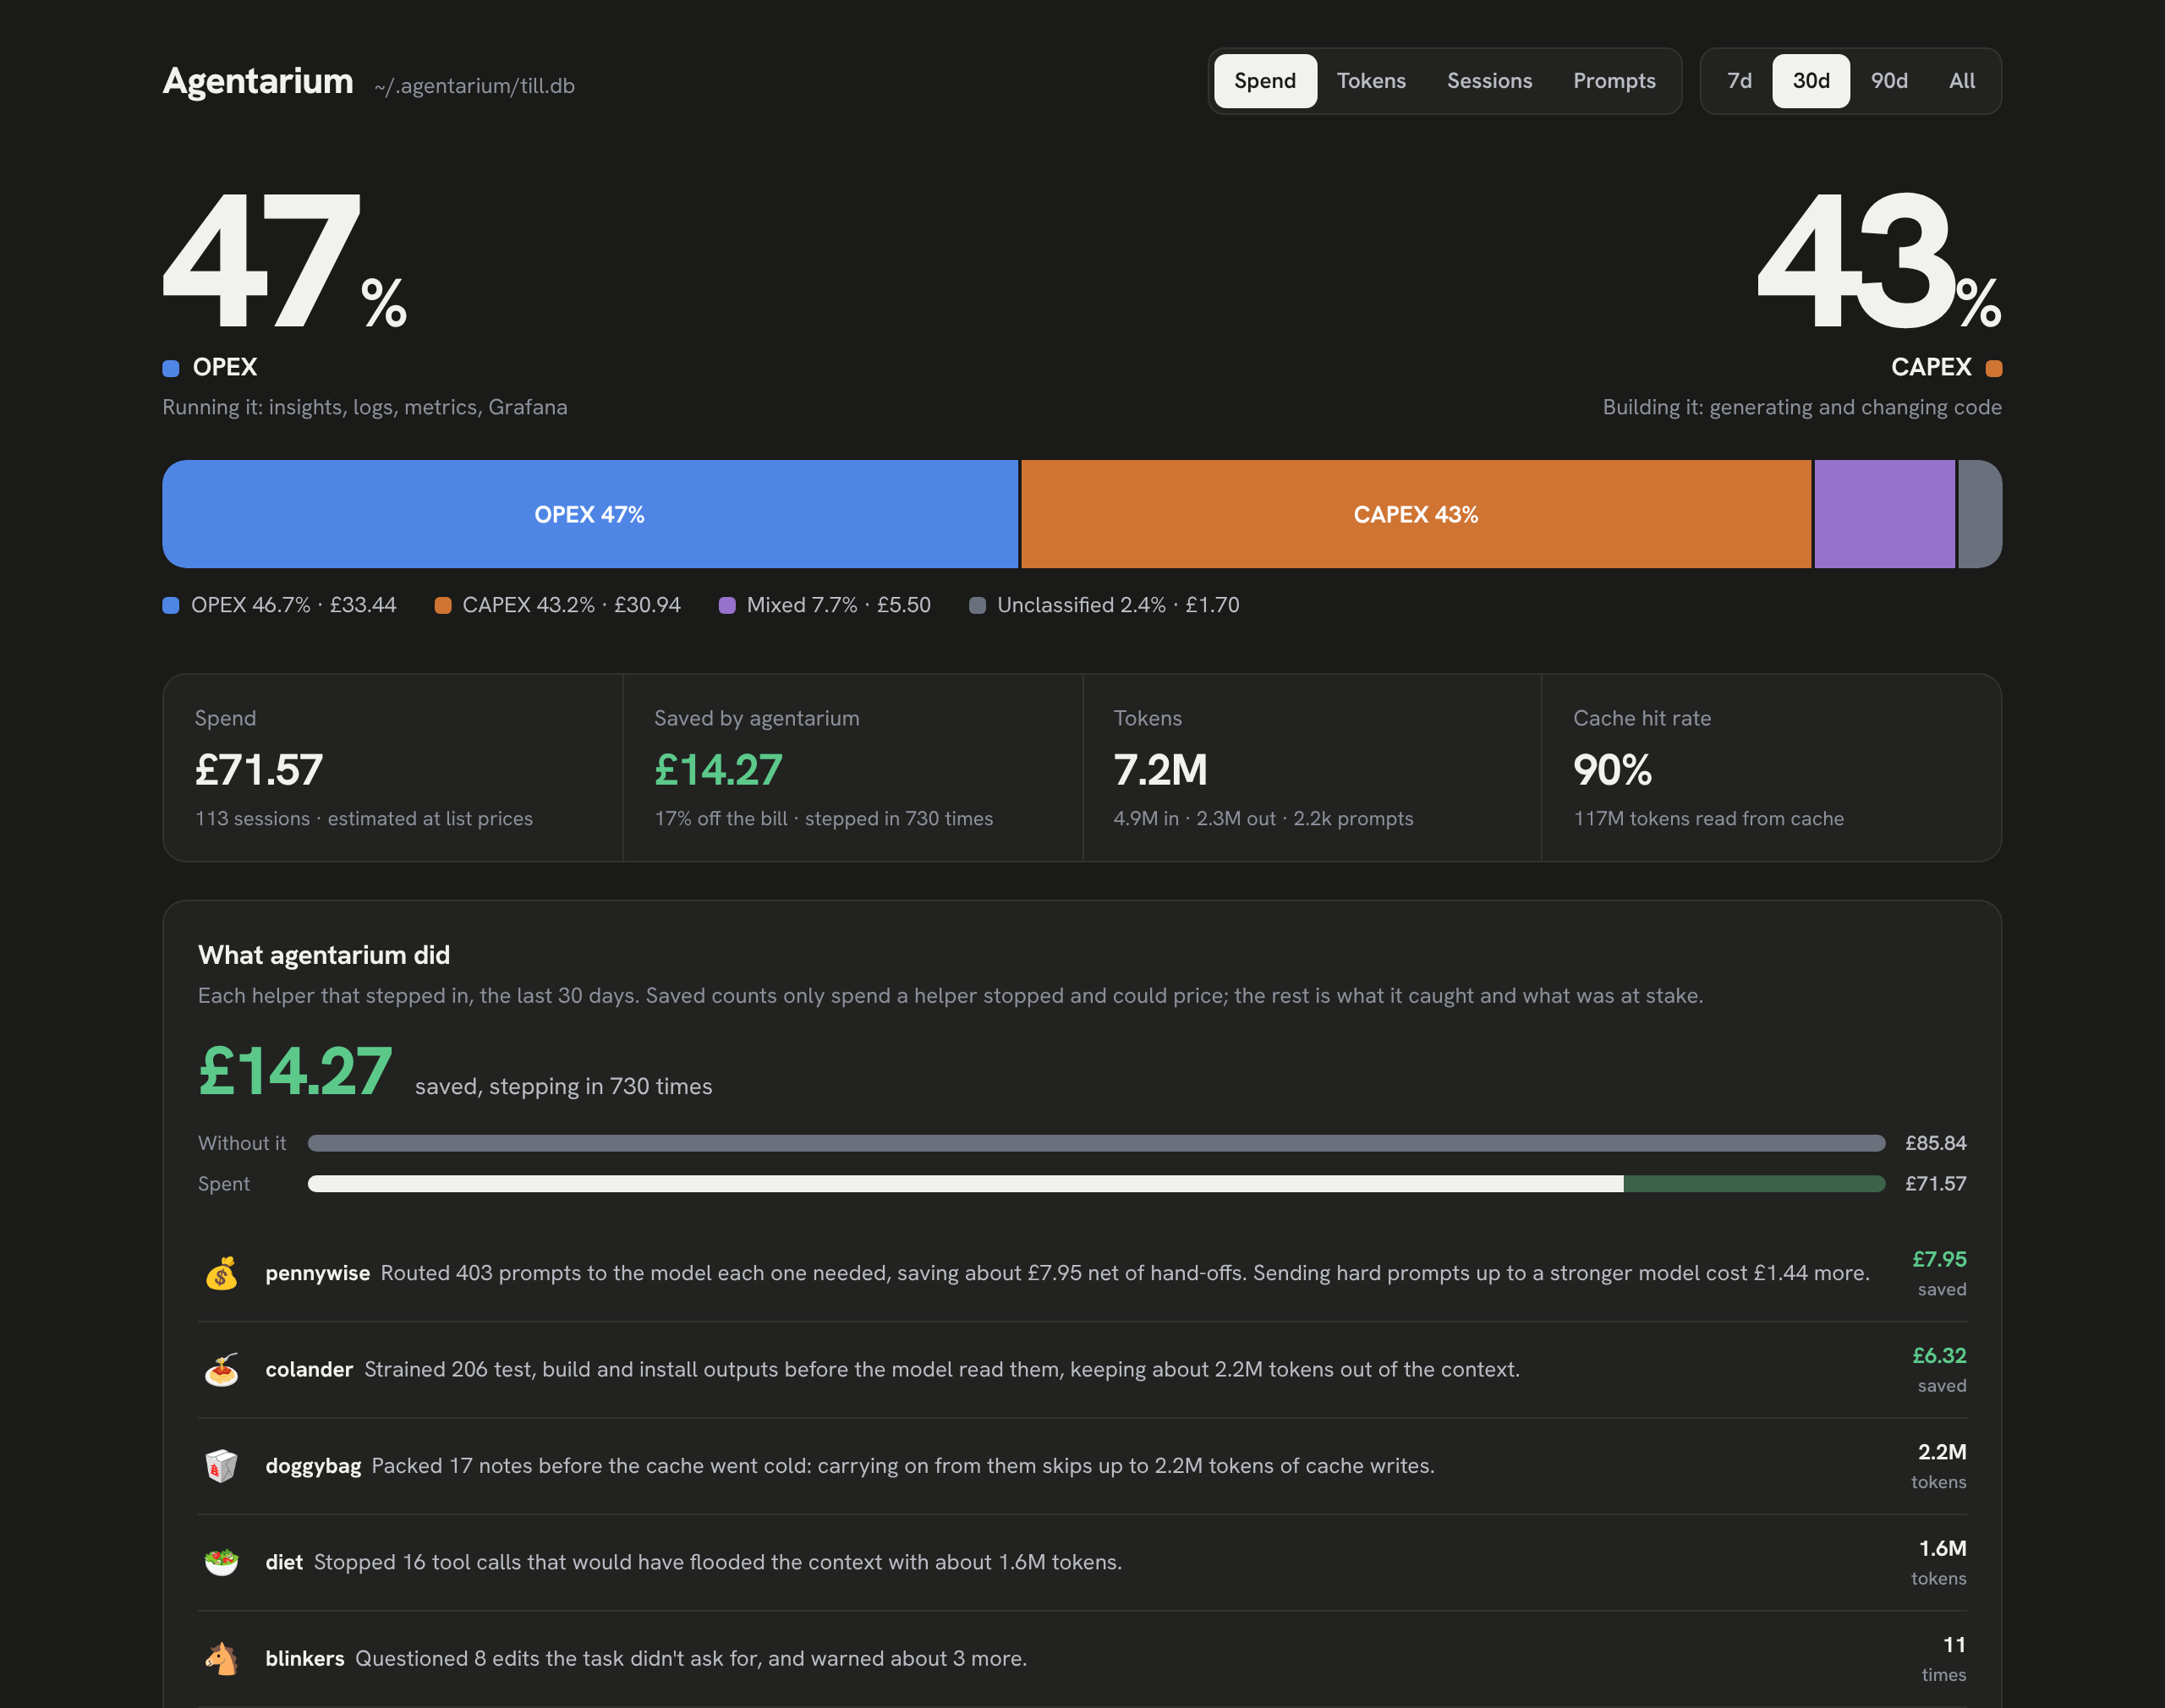 Agentarium ~/.agentarium/till.db
Spend Tokens Sessions Prompts
7d 30d 90d All
47%
OPEX
Running it: insights, logs, metrics, Grafana
43%
CAPEX
Building it: generating and changing code
OPEX 47%
CAPEX 43%
OPEX 46.7% · £33.44
CAPEX 43.2% · £30.94
Mixed 7.7% · £5.50
Unclassified 2.4% · £1.70
Spend
£71.57
113 sessions · estimated at list prices
Saved by agentarium
£14.27
17% off the bill · stepped in 730 times
Tokens
7.2M
4.9M in · 2.3M out · 2.2k prompts
Cache hit rate
90%
117M tokens read from cache
What agentarium did
Each helper that stepped in, the last 30 days. Saved counts only spend a helper stopped and could price; the rest is what it caught and what was at stake.
£14.27 saved, stepping in 730 times
Without it £85.84
Spent £71.57
pennywise Routed 403 prompts to the model each one needed, saving about £7.95 net of hand-offs. Sending hard prompts up to a stronger model cost £1.44 more.
£7.95
saved
colander Strained 206 test, build and install outputs before the model read them, keeping about 2.2M tokens out of the context.
£6.32
saved
doggybag Packed 17 notes before the cache went cold: carrying on from them skips up to 2.2M tokens of cache writes.
2.2M
tokens
diet Stopped 16 tool calls that would have flooded the context with about 1.6M tokens.
1.6M
tokens
blinkers Questioned 8 edits the task didn't ask for, and warned about 3 more.
11
times